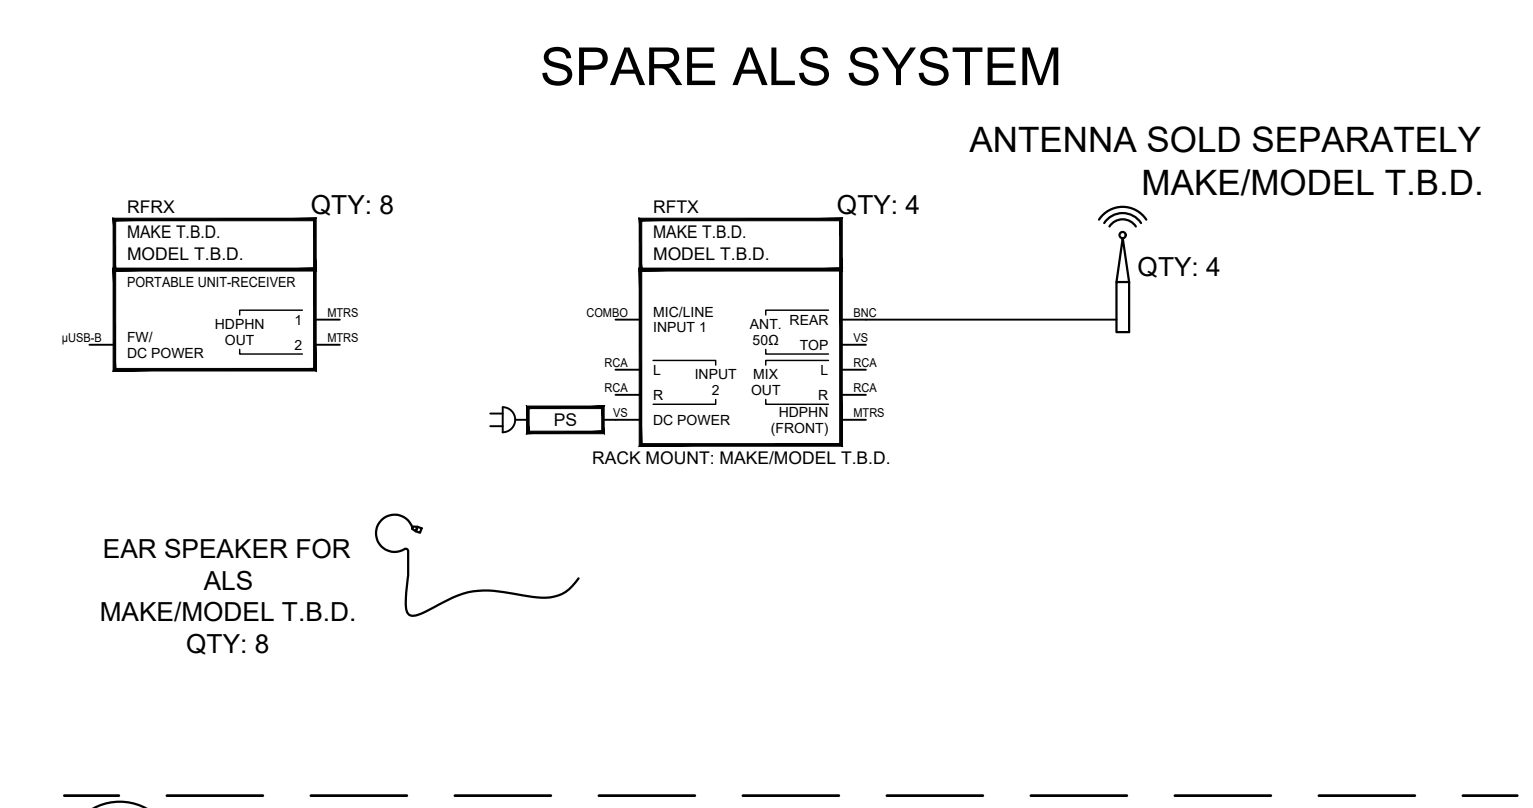 SPARE ALS SYSTEM
ANTENNA SOLD SEPARATELY
MAKE/MODEL T.B.D.
QTY: 4
RFRX
QTY: 8
MAKE T.B.D.
MODEL T.B.D.
PORTABLE UNIT-RECEIVER
µUSB-B
FW/
DC POWER
HDPHN
OUT
1
2
MTRS
MTRS
RFTX
QTY: 4
MAKE T.B.D.
MODEL T.B.D.
COMBO
MIC/LINE
INPUT 1
RCA
L
RCA
R
INPUT
2
PS
VS
DC POWER
ANT.
50Ω
REAR
TOP
BNC
VS
MIX
OUT
L
R
RCA
RCA
HDPHN
(FRONT)
MTRS
RACK MOUNT: MAKE/MODEL T.B.D.
EAR SPEAKER FOR
ALS
MAKE/MODEL T.B.D.
QTY: 8